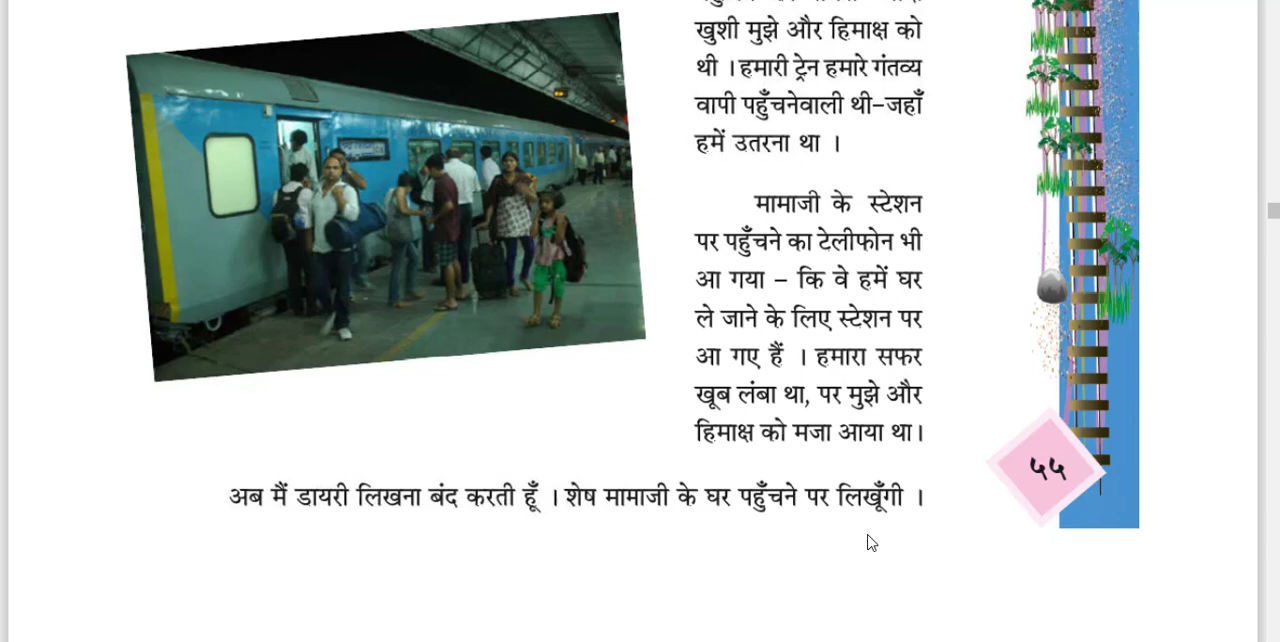 खुशी मुझे और हिमाक्ष को
थी । हमारी ट्रेन हमारे गंतव्य
वापी पहुँचनेवाली थी–जहाँ
हमें उतरना था ।
मामाजी के स्टेशन
पर पहुँचने का टेलीफोन भी
आ गया – कि वे हमें घर
ले जाने के लिए स्टेशन पर
आ गए हैं । हमारा सफर
खूब लंबा था, पर मुझे और
हिमाक्ष को मजा आया था।
अब मैं डायरी लिखना बंद करती हूँ । शेष मामाजी के घर पहुँचने पर लिखूँगी ।
५५